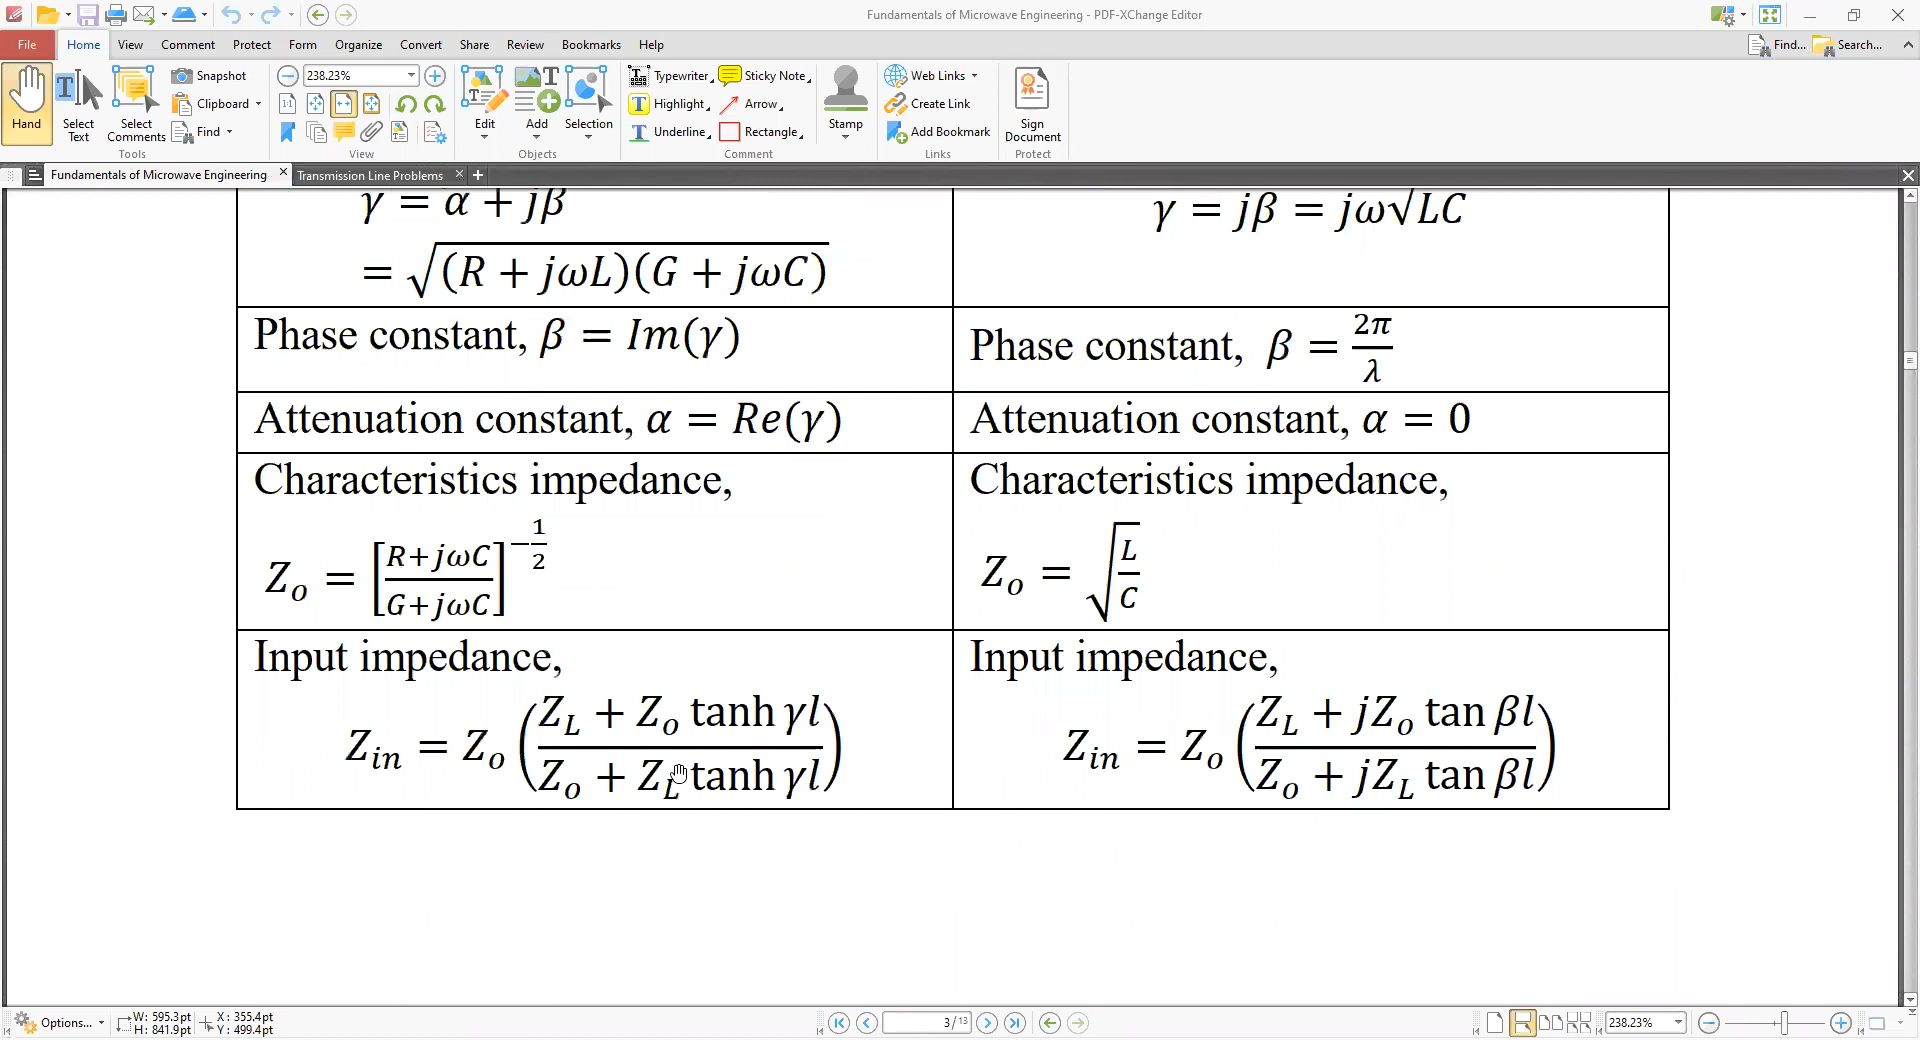 Fundamentals of Microwave Engineering - PDF-XChange Editor
File Home View Comment Protect Form Organize Convert Share Review Bookmarks Help Find... Search...
Hand
Select Text
Select Comments
Snapshot
Clipboard
Find
Tools
238.23%
View
Edit
Add
Selection
Objects
Typewriter
Highlight
Underline
Sticky Note
Arrow
Rectangle
Stamp
Comment
Web Links
Create Link
Add Bookmark
Links
Sign Document
Protect
Fundamentals of Microwave Engineering Transmission Line Problems
γ = α + jβ
= √(R + jωL)(G + jωC)
γ = jβ = jω√LC
Phase constant, β = Im(γ)
Phase constant, β = 2π/λ
Attenuation constant, α = Re(γ)
Attenuation constant, α = 0
Characteristics impedance,
Z_o = [(R+jωC)/(G+jωC)]^(-1/2)
Characteristics impedance,
Z_o = √(L/C)
Input impedance,
Z_in = Z_o ((Z_L + Z_o tanh γl)/(Z_o + Z_L tanh γl))
Input impedance,
Z_in = Z_o ((Z_L + jZ_o tan βl)/(Z_o + jZ_L tan βl))
Options... W: 595.3pt X: 355.4pt
H: 841.9pt Y: 499.4pt
3 / 13
238.23%